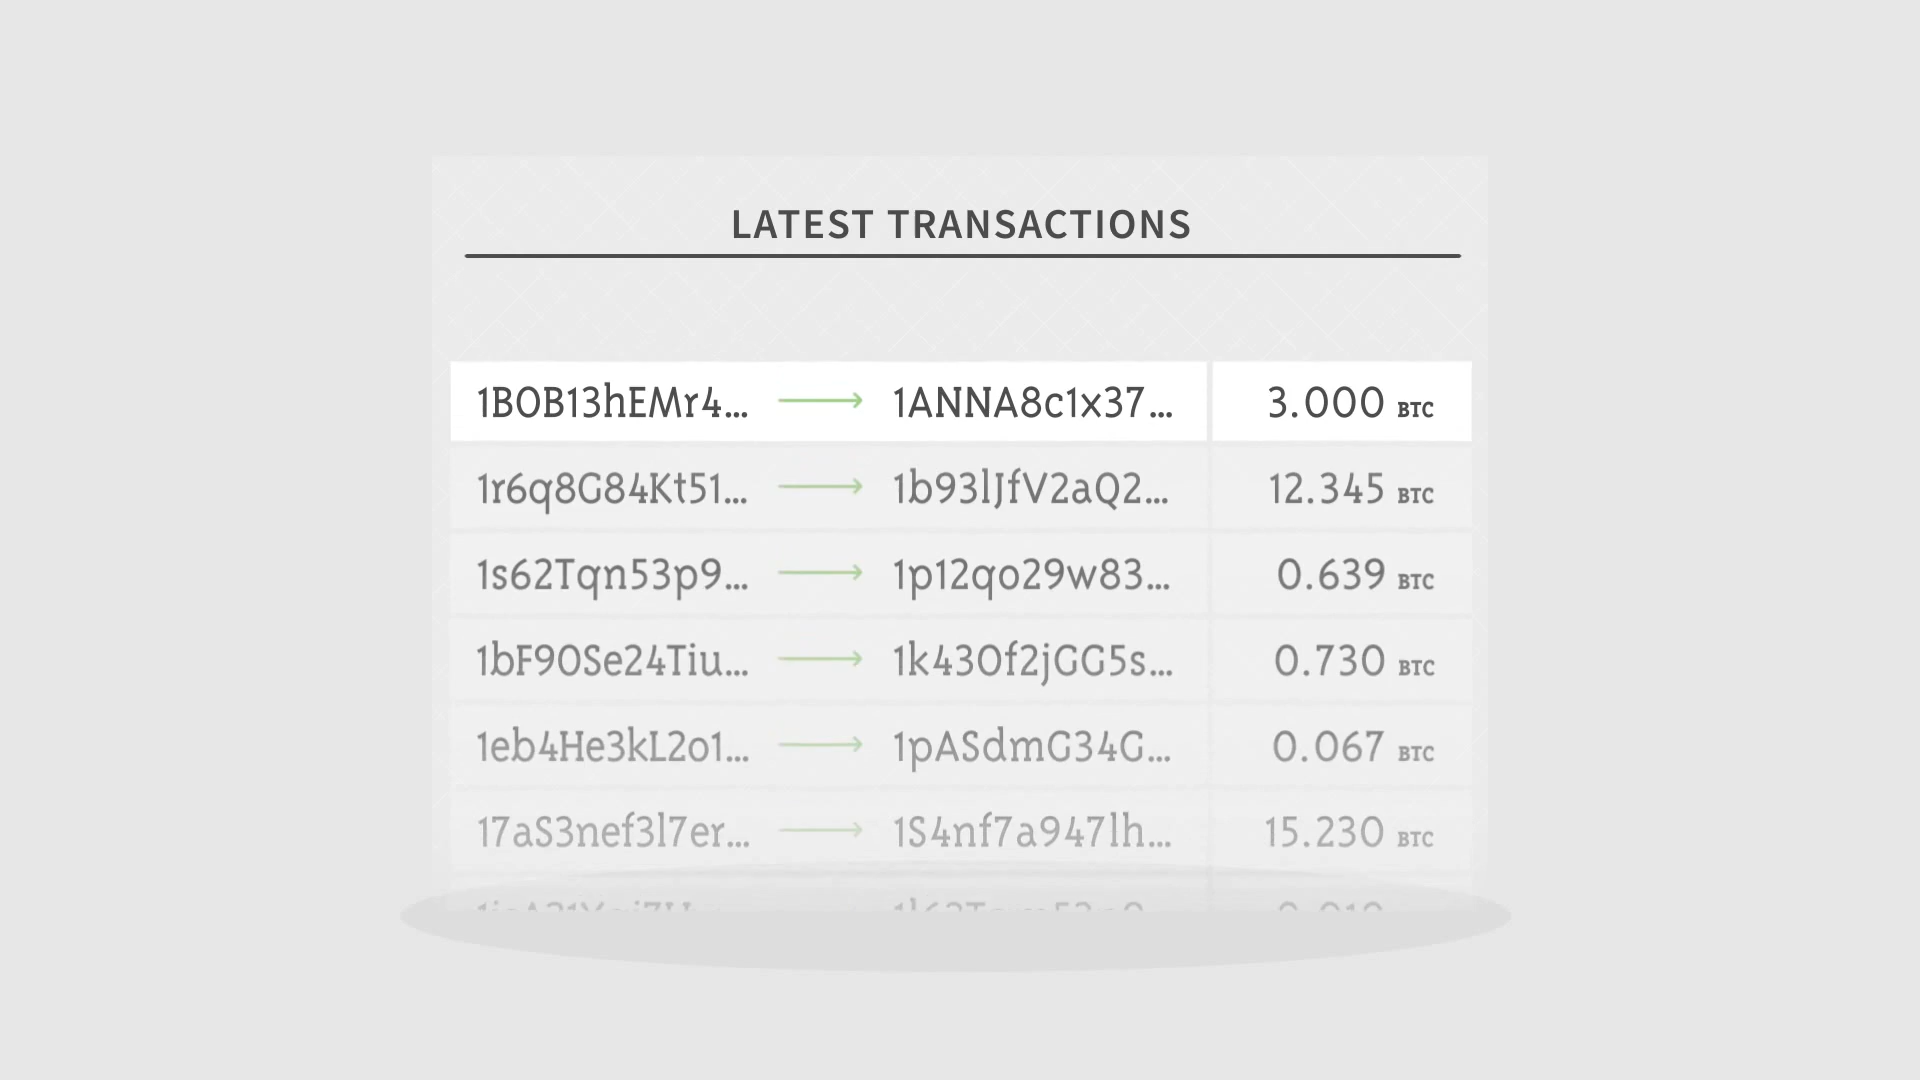 LATEST TRANSACTIONS
1BOB13hEMr4... 1ANNA8c1x37... 3.000 BTC
1r6q8G84Kt51... 1b93lJfV2aQ2... 12.345 BTC
1s62Tqn53p9... 1p12qo29w83... 0.639 BTC
1bF90Se24Tiu... 1k430f2jGG5s... 0.730 BTC
1eb4He3kL2o1... 1pASdmG34G... 0.067 BTC
17aS3nef3l7er... 1S4nf7a947lh... 15.230 BTC